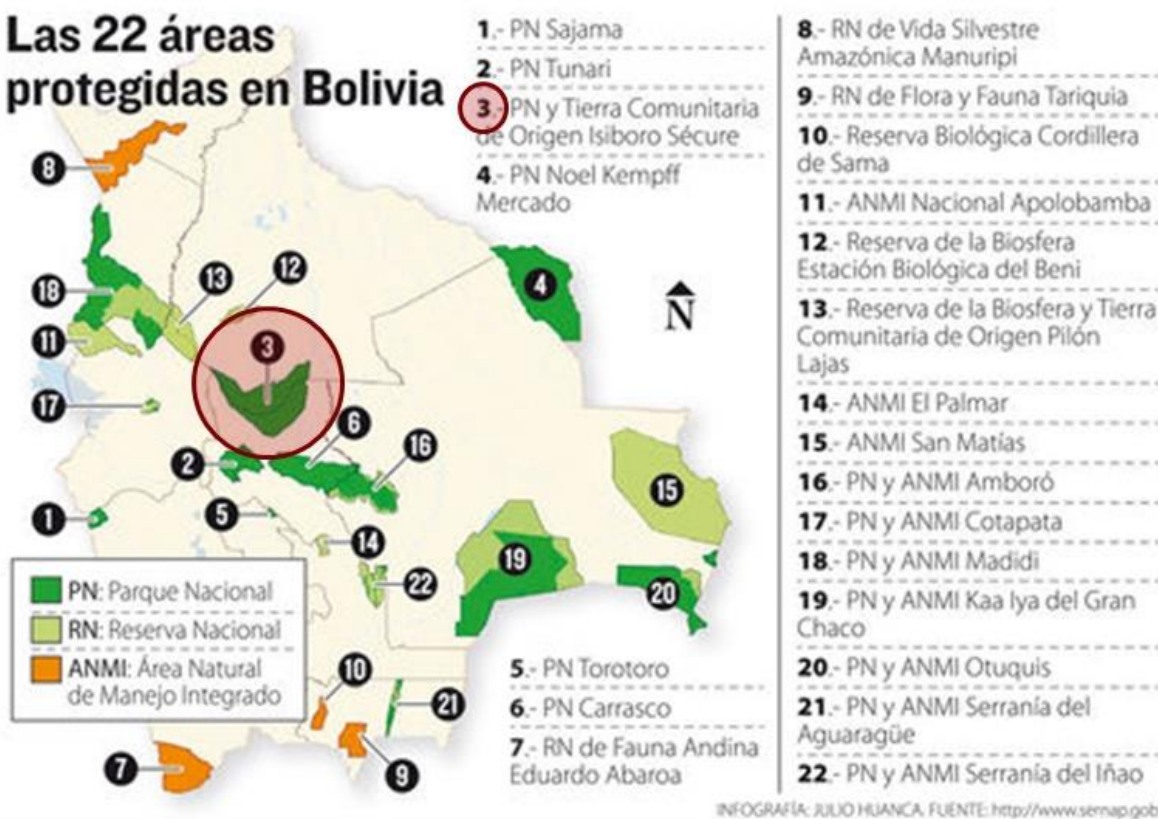 Las 22 áreas
protegidas en Bolivia
1.- PN Sajama
2.- PN Tunari
3.- PN y Tierra Comunitaria
de Origen Isiboro Sécure
4.- PN Noel Kempff
Mercado
5.- PN Torotoro
6.- PN Carrasco
7.- RN de Fauna Andina
Eduardo Abaroa
8.- RN de Vida Silvestre
Amazónica Manuripi
9.- RN de Flora y Fauna Tariquia
10.- Reserva Biológica Cordillera
de Sama
11.- ANMI Nacional Apolobamba
12.- Reserva de la Biosfera
Estación Biológica del Beni
13.- Reserva de la Biosfera y Tierra
Comunitaria de Origen Pilón
Lajas
14.- ANMI El Palmar
15.- ANMI San Matías
16.- PN y ANMI Amboró
17.- PN y ANMI Cotapata
18.- PN y ANMI Madidi
19.- PN y ANMI Kaa Iya del Gran
Chaco
20.- PN y ANMI Otuquis
21.- PN y ANMI Serranía del
Aguaragüe
22.- PN y ANMI Serranía del Iñao
8
18
13
12
11
3
17
4
N
2
6
16
1
5
14
22
19
15
20
10
21
7
9
PN: Parque Nacional
RN: Reserva Nacional
ANMI: Área Natural
de Manejo Integrado
INFOGRAFÍA: JULIO HUANCA. FUENTE: http://www.sernap.gob